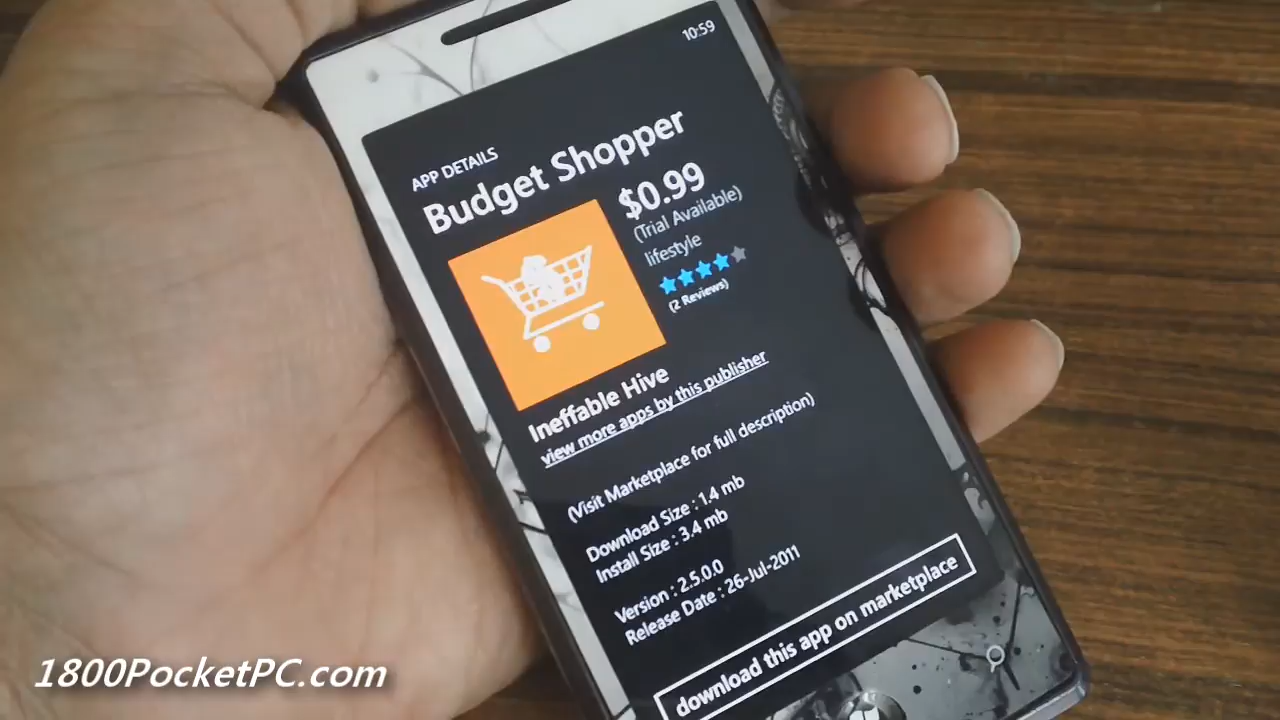 10:59
APP DETAILS
Budget Shopper
$0.99
(Trial Available)
lifestyle
(2 Reviews)
Ineffable Hive
view more apps by this publisher
(Visit Marketplace for full description)
Download Size : 1.4 mb
Install Size : 3.4 mb
Version : 2.5.0.0
Release Date : 26-Jul-2011
download this app on marketplace
1800PocketPC.com